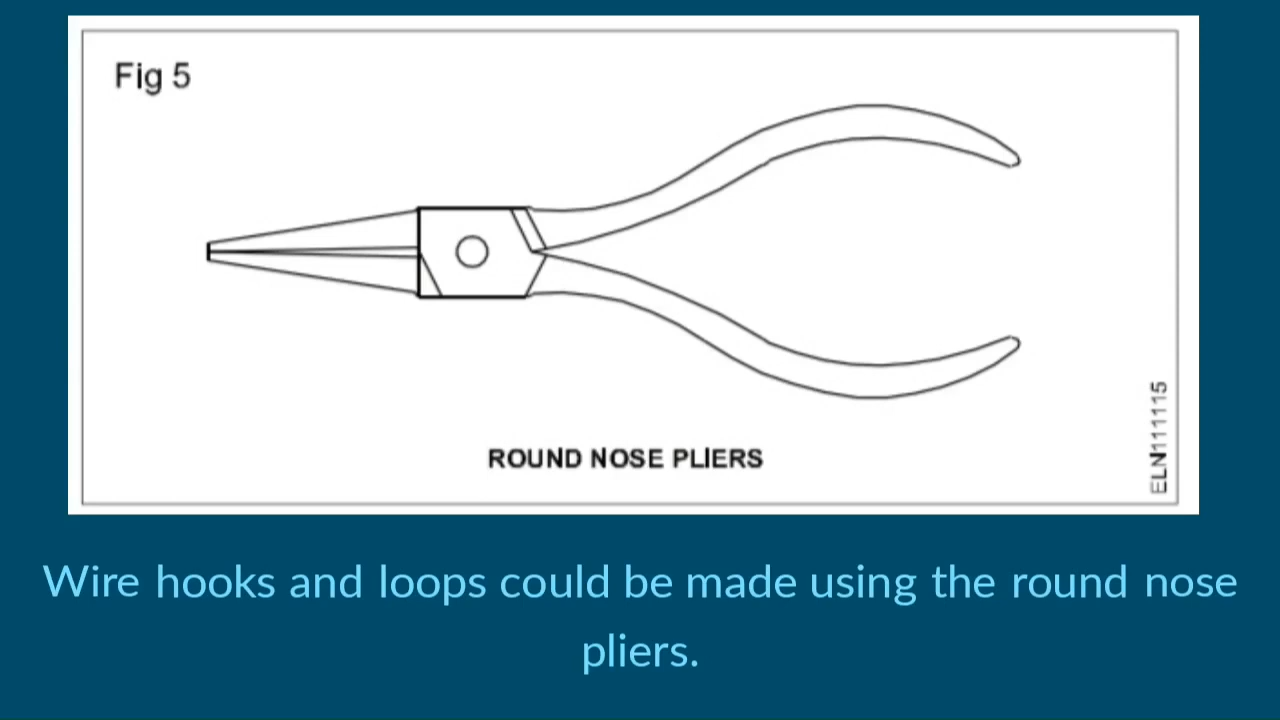 Fig 5
ROUND NOSE PLIERS
ELN111115
Wire hooks and loops could be made using the round nose
pliers.